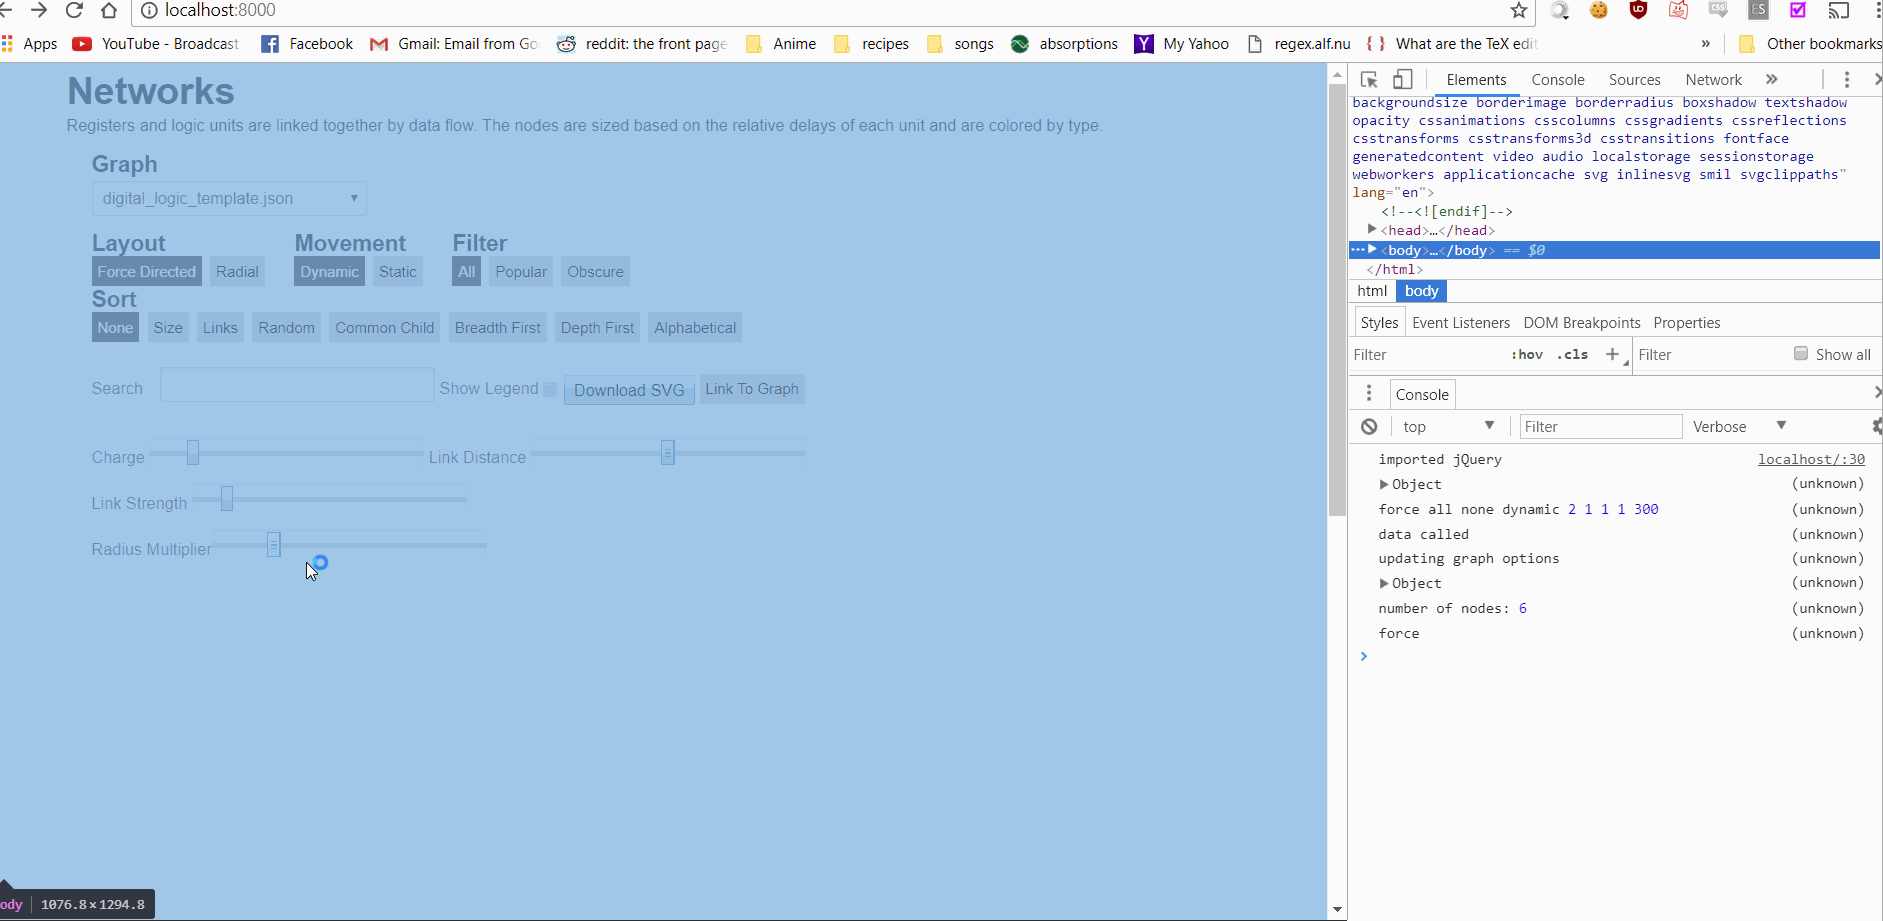 localhost:8000
Apps YouTube - Broadcast Facebook Gmail: Email from Go reddit: the front page Anime recipes songs absorptions My Yahoo regex.alf.nu What are the TeX edit » Other bookmarks
Networks
Registers and logic units are linked together by data flow. The nodes are sized based on the relative delays of each unit and are colored by type.
Graph
digital_logic_template.json
Layout Movement Filter
Force Directed Radial Dynamic Static All Popular Obscure
Sort
None Size Links Random Common Child Breadth First Depth First Alphabetical
Search Show Legend Download SVG Link To Graph
Charge Link Distance
Link Strength
Radius Multiplier
ody 1076.8 × 1294.8
Elements Console Sources Network »
backgroundsize borderimage borderradius boxshadow textshadow
opacity cssanimations csscolumns cssgradients cssreflections
csstransforms csstransforms3d csstransitions fontface
generatedcontent video audio localstorage sessionstorage
webworkers applicationcache svg inlinesvg smil svgclippaths"
lang="en">
<!--<![endif]-->
<head>…</head>
<body>…</body> == $0
</html>
html body
Styles Event Listeners DOM Breakpoints Properties
Filter :hov .cls + Filter Show all
Console
top Filter Verbose
imported jQuery localhost/:30
Object (unknown)
force all none dynamic 2 1 1 1 300 (unknown)
data called (unknown)
updating graph options (unknown)
Object (unknown)
number of nodes: 6 (unknown)
force (unknown)